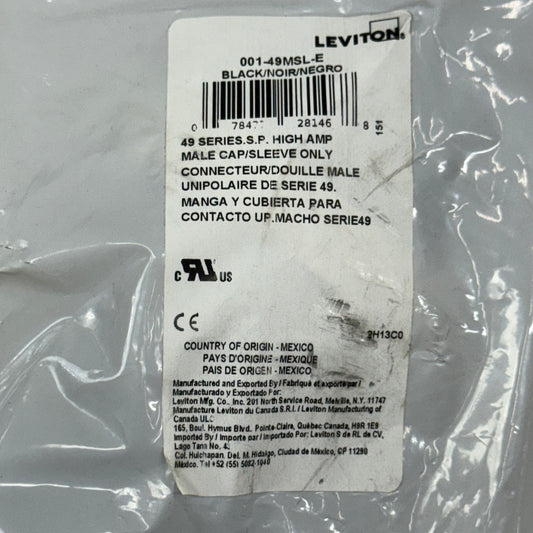 LEVITON
001-49MSL-E
BLACK/NOIR/NEGRO
0 78477 28146 8 151
49 SERIES.S.P. HIGH AMP
MALE CAP/SLEEVE ONLY
CONNECTEUR/DOUILLE MALE
UNIPOLAIRE DE SERIE 49.
MANGA Y CUBIERTA PARA
CONTACTO UP.MACHO SERIE49
c RU US
CE
2H13C0
COUNTRY OF ORIGIN - MEXICO
PAYS D'ORIGINE - MEXIQUE
PAIS DE ORIGEN - MEXICO
Manufactured and Exported By / Fabriqué et exporté par /
Manufacturado y Exportado Por:
Leviton Mfg. Co., Inc. 201 North Service Road, Melville, N.Y. 11747
Manufacture Leviton du Canada S.R.I. / Leviton Manufacturing of
Canada ULC
165, Boul. Hymus Blvd. Pointe-Claire, Québec Canada, H9R 1E9
Imported By / Importe par / Importado Por: Leviton S de RL de CV,
Lago Tana No. 4,
Col. Huichapan, Del. M. Hidalgo, Ciudad de México, CP 11290
México. Tel +52 (55) 5082-1040